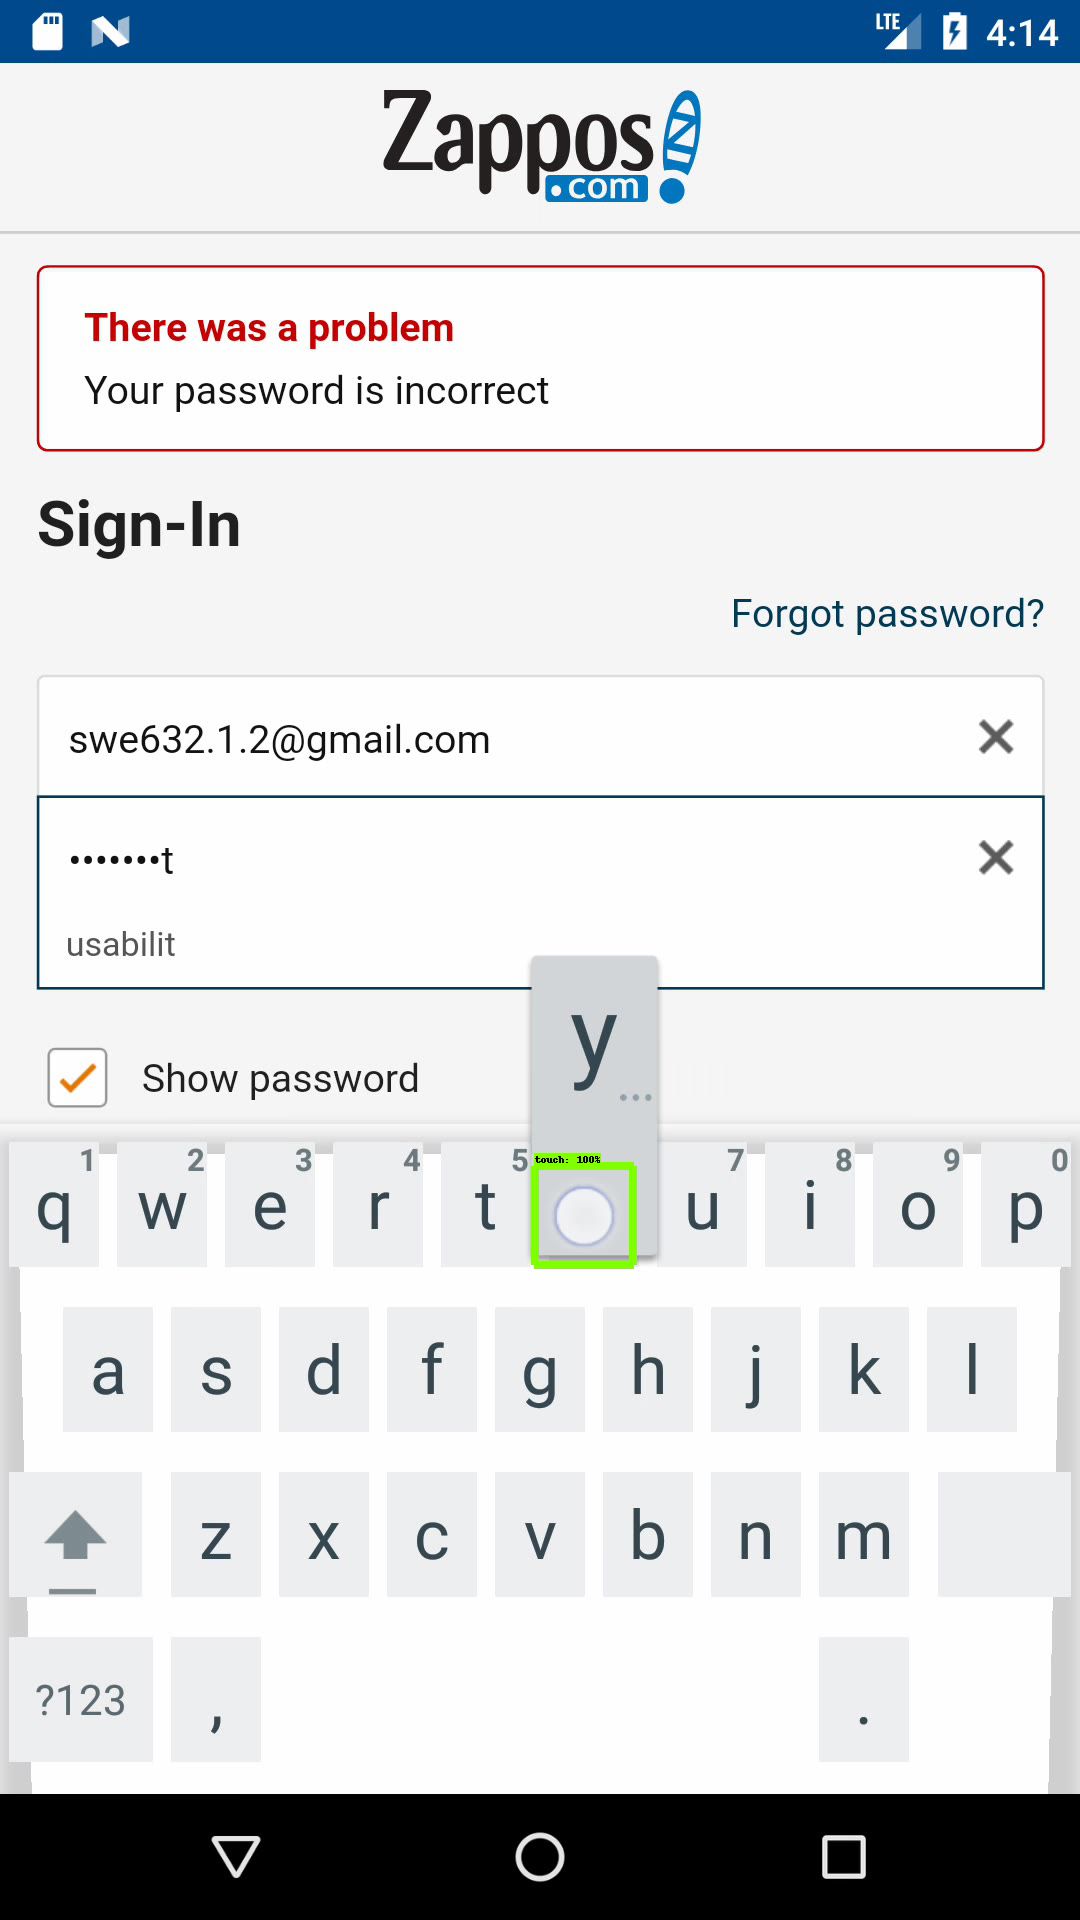 LTE 4:14
Zappos
.com
There was a problem
Your password is incorrect
Sign-In
Forgot password?
swe632.1.2@gmail.com
•••••••t
usabilit
Show password
y
...
touch: 100%
1 2 3 4 5 7 8 9 0
q w e r t u i o p
a s d f g h j k l
z x c v b n m
?123 , .